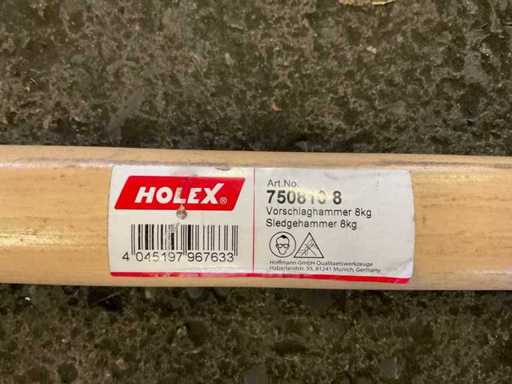 HOLEX®
4 045197 967633
Art.No.
750810 8
Vorschlaghammer 8kg
Sledgehammer 8kg
Hoffmann GmbH Qualitaetswerkzeuge
Haberlandstr. 55, 81241 Munich, Germany